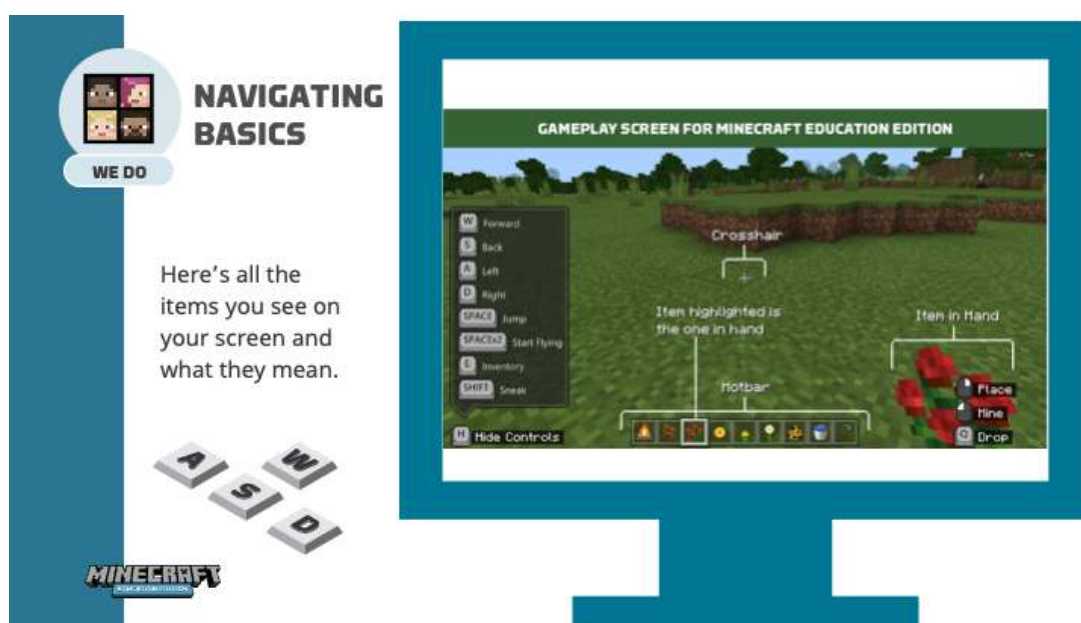 NAVIGATING
BASICS
WE DO
Here's all the
items you see on
your screen and
what they mean.
A
W
S
D
MINECRAFT
GAMEPLAY SCREEN FOR MINECRAFT EDUCATION EDITION
W Forward
S Back
A Left
D Right
SPACE Jump
SPACEx2 Start Flying
E Inventory
SHIFT Sneak
H Hide Controls
Crosshair
Item highlighted is
the one in hand
Hotbar
Item in Hand
Place
Mine
Q Drop